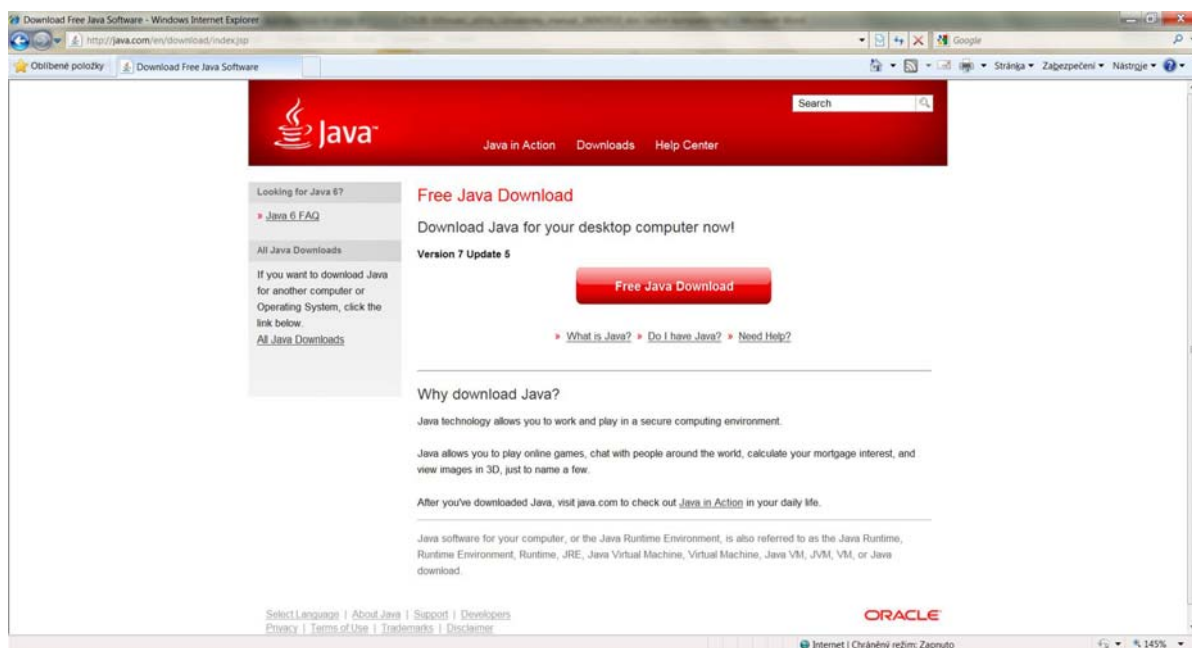 Download Free Java Software - Windows Internet Explorer
http://java.com/en/download/index.jsp
Google
Oblíbené položky
Download Free Java Software
Stránka
Zabezpečení
Nástroje
Java™
Search
Java in Action Downloads Help Center
Looking for Java 6?
» Java 6 FAQ
All Java Downloads
If you want to download Java
for another computer or
Operating System, click the
link below.
All Java Downloads
Free Java Download
Download Java for your desktop computer now!
Version 7 Update 5
Free Java Download
» What is Java? » Do I have Java? » Need Help?
Why download Java?
Java technology allows you to work and play in a secure computing environment.
Java allows you to play online games, chat with people around the world, calculate your mortgage interest, and
view images in 3D, just to name a few.
After you've downloaded Java, visit java.com to check out Java in Action in your daily life.
Java software for your computer, or the Java Runtime Environment, is also referred to as the Java Runtime,
Runtime Environment, Runtime, JRE, Java Virtual Machine, Virtual Machine, Java VM, JVM, VM, or Java
download.
Select Language | About Java | Support | Developers
Privacy | Terms of Use | Trademarks | Disclaimer
ORACLE
Internet | Chráněný režim: Zapnuto
145%